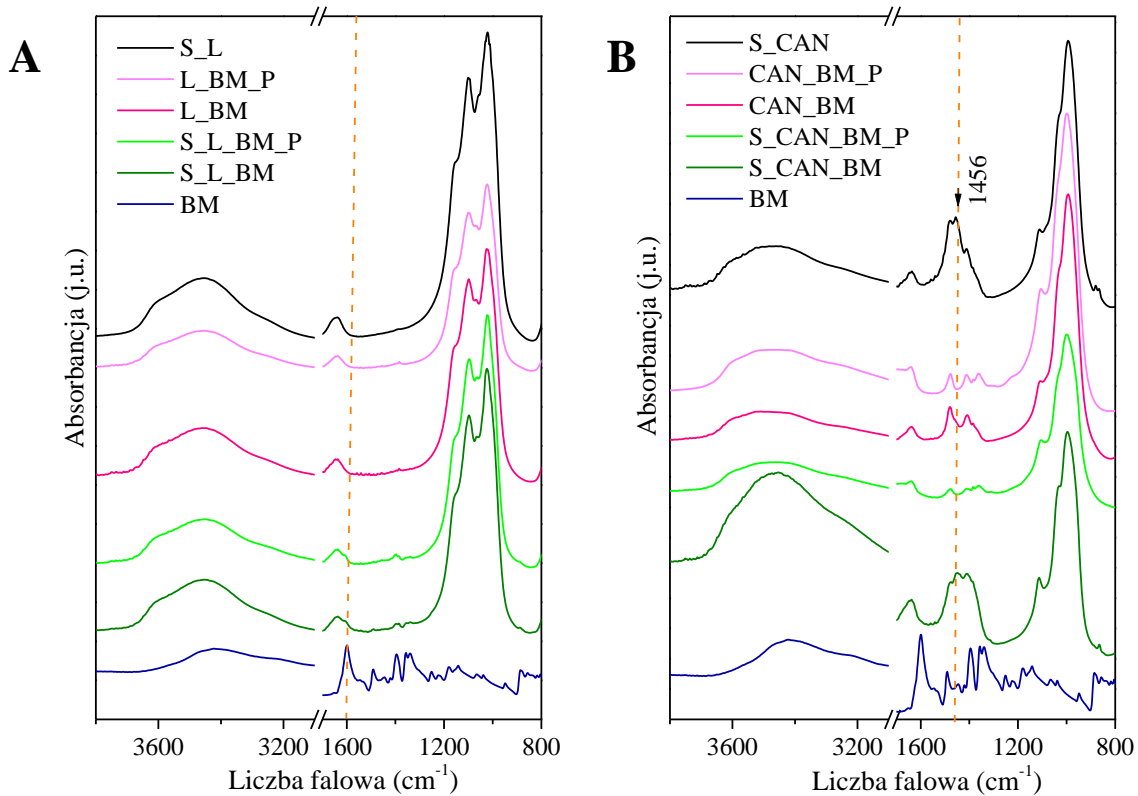 A
S_L
L_BM_P
L_BM
S_L_BM_P
S_L_BM
BM
Absorbancja (j.u.)
3600 3200 1600 1200 800
Liczba falowa (cm⁻¹)
B
S_CAN
CAN_BM_P
CAN_BM
S_CAN_BM_P
S_CAN_BM
BM
1456
Absorbancja (j.u.)
3600 3200 1600 1200 800
Liczba falowa (cm⁻¹)